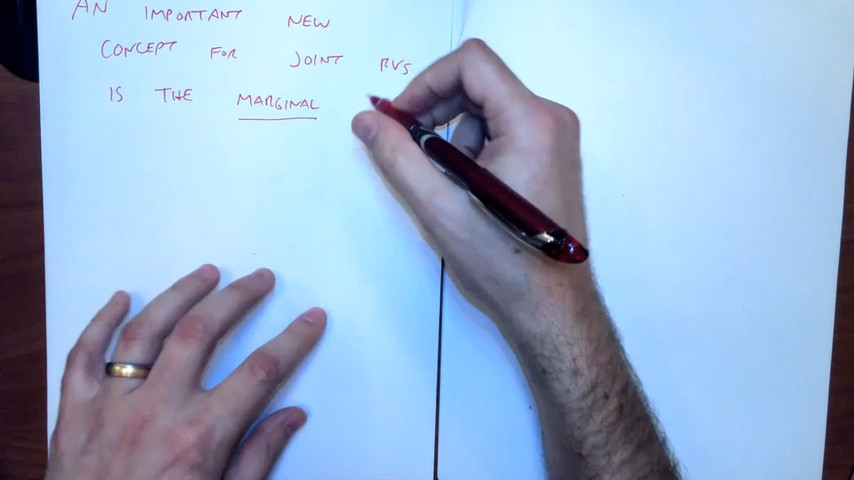 AN IMPORTANT NEW
CONCEPT FOR JOINT RVS
IS THE MARGINAL